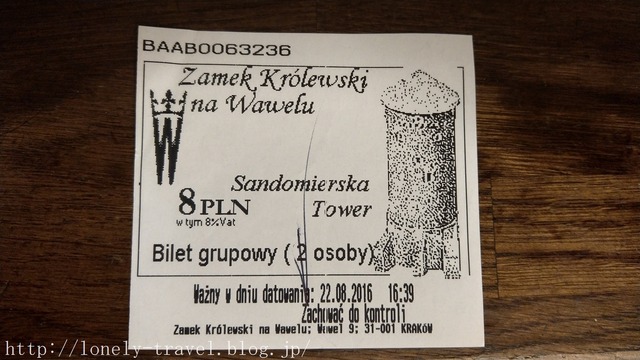 BAAB0063236
Zamek Królewski
na Wawelu
W
Sandomierska
Tower
8 PLN
w tym 8%Vat
Bilet grupowy ( 2 osoby)
Ważny w dniu datowania: 22.08.2016 16:39
Zachować do kontroli
Zamek Królewski na Wawelu; Wawel 9; 31-001 KRAKÓW
http://lonely-travel.blog.jp/